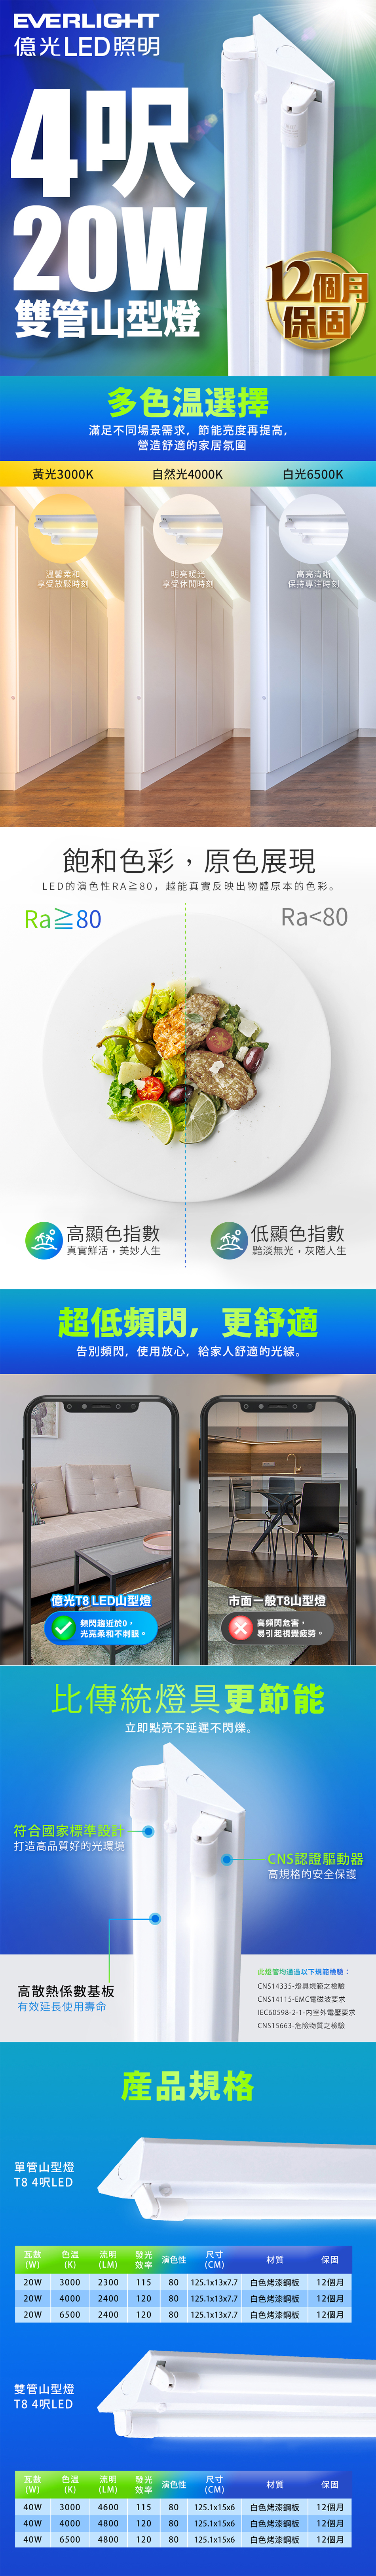 EVERLIGHT
億光LED照明
4呎
20W
雙管山型燈
12個月
保固
多色溫選擇
滿足不同場景需求，節能亮度再提高，
營造舒適的家居氛圍
黃光3000K
自然光4000K
白光6500K
溫馨柔和
享受放鬆時刻
明亮暖光
享受休閒時刻
高亮清晰
保持專注時刻
飽和色彩，原色展現
LED的演色性RA≧80，越能真實反映出物體原本的色彩。
Ra≧80
Ra<80
高顯色指數
真實鮮活，美妙人生
低顯色指數
黯淡無光，灰階人生
超低頻閃，更舒適
告別頻閃，使用放心，給家人舒適的光線。
億光T8 LED山型燈
頻閃趨近於0，
光亮柔和不刺眼。
市面一般T8山型燈
高頻閃危害，
易引起視覺疲勞。
比傳統燈具更節能
立即點亮不延遲不閃爍。
符合國家標準設計
打造高品質好的光環境
CNS認證驅動器
高規格的安全保護
高散熱係數基板
有效延長使用壽命
此燈管均通過以下規範檢驗：
CNS14335-燈具規範之檢驗
CNS14115-EMC電磁波要求
IEC60598-2-1-內室外電壓要求
CNS15663-危險物質之檢驗
產品規格
單管山型燈
T8 4呎LED
瓦數(W) 色溫(K) 流明(LM) 發光效率 演色性 尺寸(CM) 材質 保固
20W 3000 2300 115 80 125.1x13x7.7 白色烤漆鋼板 12個月
20W 4000 2400 120 80 125.1x13x7.7 白色烤漆鋼板 12個月
20W 6500 2400 120 80 125.1x13x7.7 白色烤漆鋼板 12個月
雙管山型燈
T8 4呎LED
瓦數(W) 色溫(K) 流明(LM) 發光效率 演色性 尺寸(CM) 材質 保固
40W 3000 4600 115 80 125.1x15x6 白色烤漆鋼板 12個月
40W 4000 4800 120 80 125.1x15x6 白色烤漆鋼板 12個月
40W 6500 4800 120 80 125.1x15x6 白色烤漆鋼板 12個月